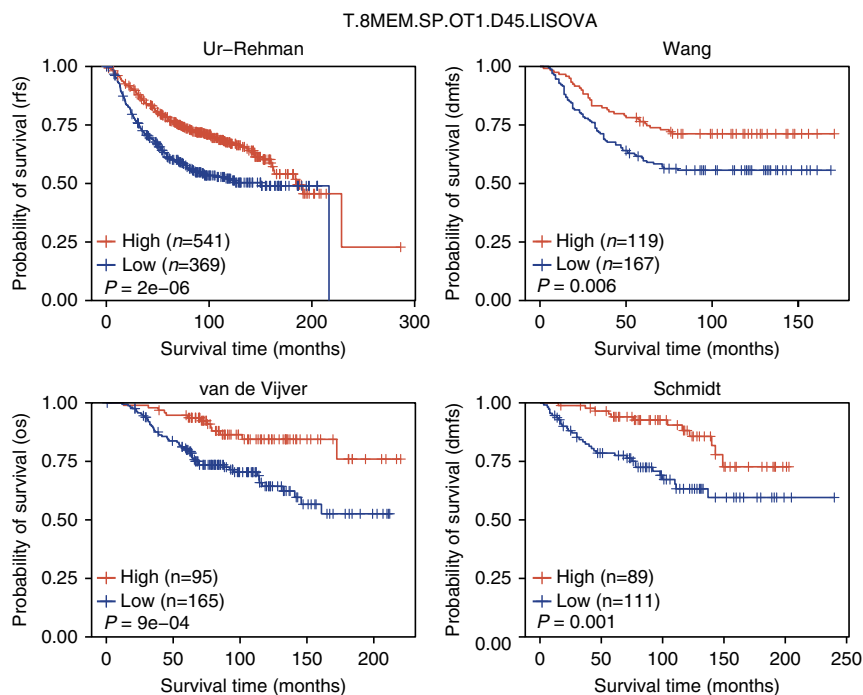 T.8MEM.SP.OT1.D45.LISOVA
Ur–Rehman
Probability of survival (rfs)
1.00
0.75
0.50
0.25
0.00
High (n=541)
Low (n=369)
P = 2e–06
0 100 200 300
Survival time (months)
Wang
Probability of survival (dmfs)
1.00
0.75
0.50
0.25
0.00
High (n=119)
Low (n=167)
P = 0.006
0 50 100 150
Survival time (months)
van de Vijver
Probability of survival (os)
1.00
0.75
0.50
0.25
0.00
High (n=95)
Low (n=165)
P = 9e–04
0 50 100 150 200
Survival time (months)
Schmidt
Probability of survival (dmfs)
1.00
0.75
0.50
0.25
0.00
High (n=89)
Low (n=111)
P = 0.001
0 50 100 150 200 250
Survival time (months)